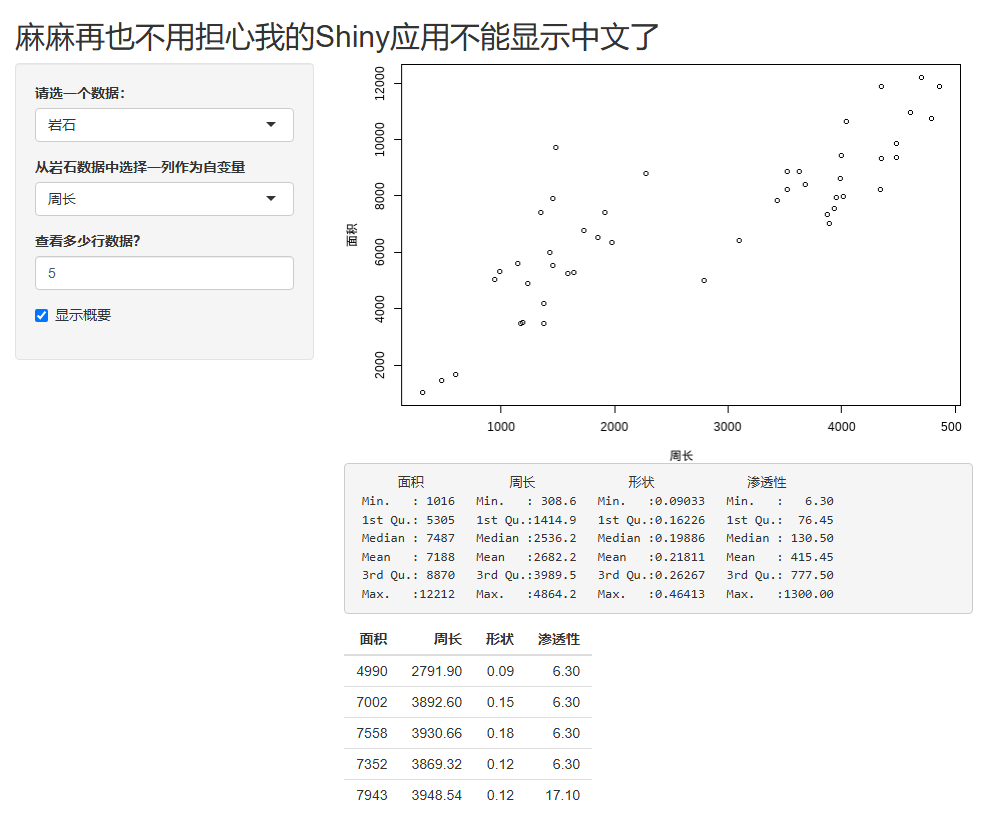 麻麻再也不用担心我的Shiny应用不能显示中文了
请选一个数据：
岩石
从岩石数据中选择一列作为自变量
周长
查看多少行数据？
5
显示概要
12000
10000
8000
6000
4000
2000
面积
1000 2000 3000 4000 500
周长
面积 周长 形状 渗透性
Min. : 1016 Min. : 308.6 Min. :0.09033 Min. : 6.30
1st Qu.: 5305 1st Qu.:1414.9 1st Qu.:0.16226 1st Qu.: 76.45
Median : 7487 Median :2536.2 Median :0.19886 Median : 130.50
Mean : 7188 Mean :2682.2 Mean :0.21811 Mean : 415.45
3rd Qu.: 8870 3rd Qu.:3989.5 3rd Qu.:0.26267 3rd Qu.: 777.50
Max. :12212 Max. :4864.2 Max. :0.46413 Max. :1300.00
面积 周长 形状 渗透性
4990 2791.90 0.09 6.30
7002 3892.60 0.15 6.30
7558 3930.66 0.18 6.30
7352 3869.32 0.12 6.30
7943 3948.54 0.12 17.10